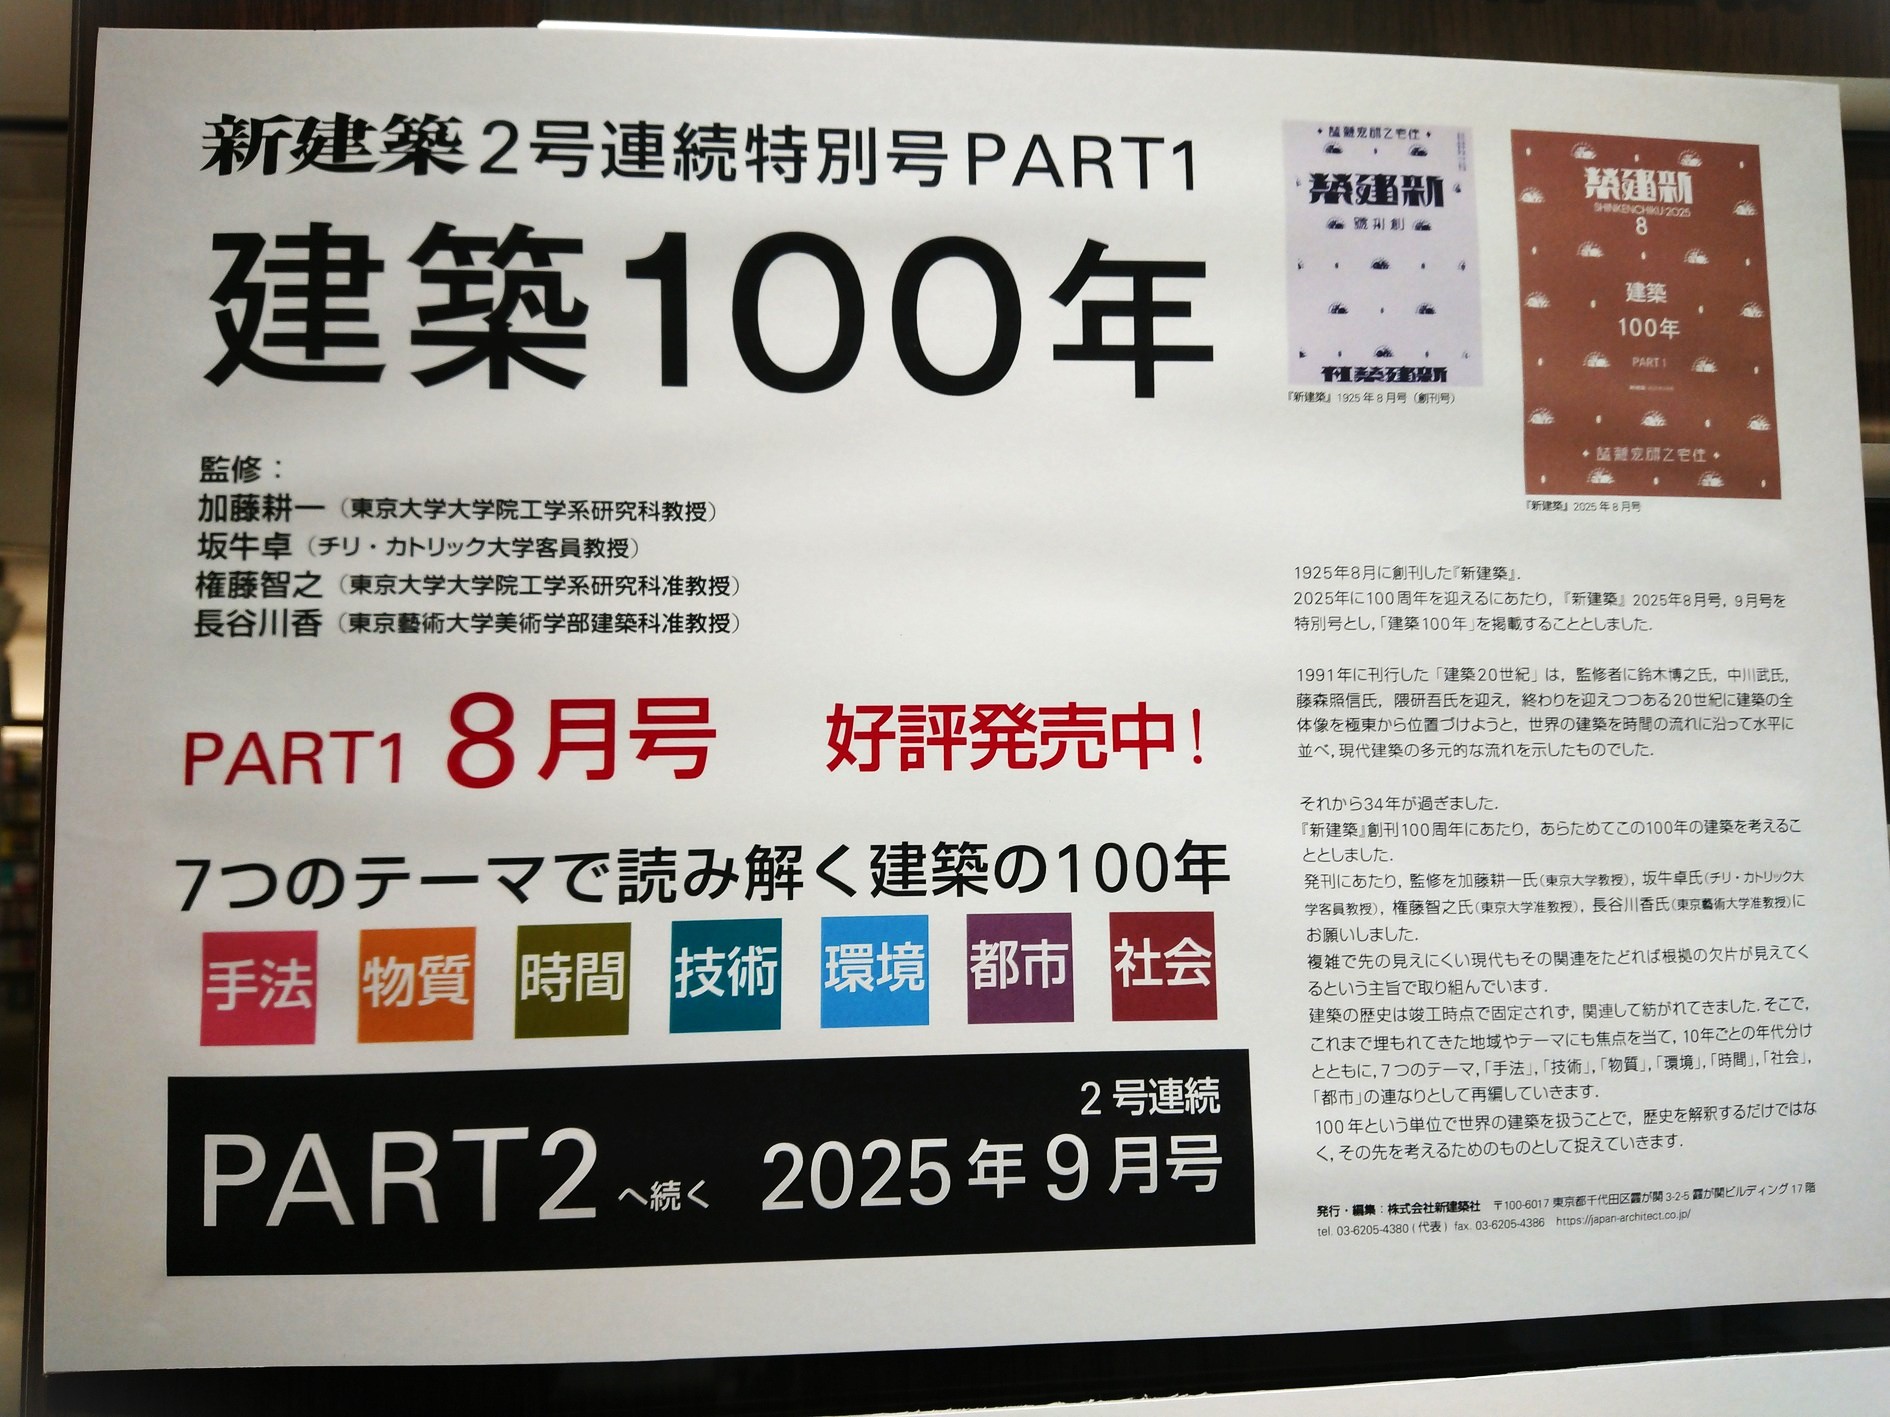 新建築2号連続特別号PART1
建築100年
監修：
加藤耕一（東京大学大学院工学系研究科教授）
坂牛卓（チリ・カトリック大学客員教授）
権藤智之（東京大学大学院工学系研究科准教授）
長谷川香（東京藝術大学美術学部建築科准教授）
PART1 8月号 好評発売中！
7つのテーマで読み解く建築の100年
手法 物質 時間 技術 環境 都市 社会
2号連続
PART2へ続く 2025年9月号
築建新
號刊創
社築建新
『新建築』1925年8月号（創刊号）
築建新
SHINKENCHIKU:2025
8
建築
100年
PART 1
『新建築』2025年8月号
1925年8月に創刊した『新建築』．
2025年に100周年を迎えるにあたり，『新建築』2025年8月号，9月号を
特別号とし，「建築100年」を掲載することとしました．
1991年に刊行した「建築20世紀」は，監修者に鈴木博之氏，中川武氏，
藤森照信氏，隈研吾氏を迎え，終わりを迎えつつある20世紀に建築の全
体像を極東から位置づけようと，世界の建築を時間の流れに沿って水平に
並べ，現代建築の多元的な流れを示したものでした．
それから34年が過ぎました．
『新建築』創刊100周年にあたり，あらためてこの100年の建築を考えるこ
ととしました．
発刊にあたり，監修を加藤耕一氏（東京大学教授），坂牛卓氏（チリ・カトリック大
学客員教授），権藤智之氏（東京大学准教授），長谷川香氏（東京藝術大学准教授）に
お願いしました．
複雑で先の見えにくい現代もその関連をたどれば根拠の欠片が見えてく
るという主旨で取り組んでいます．
建築の歴史は竣工時点で固定されず，関連して紡がれてきました．そこで，
これまで埋もれてきた地域やテーマにも焦点を当て，10年ごとの年代分け
とともに，7つのテーマ，「手法」，「技術」，「物質」，「環境」，「時間」，「社会」，
「都市」の連なりとして再編していきます．
100年という単位で世界の建築を扱うことで，歴史を解釈するだけではな
く，その先を考えるためのものとして捉えていきます．
発行・編集：株式会社新建築社 〒100-6017 東京都千代田区霞が関3-2-5 霞が関ビルディング17階
tel. 03-6205-4380（代表）fax. 03-6205-4386 https://japan-architect.co.jp/